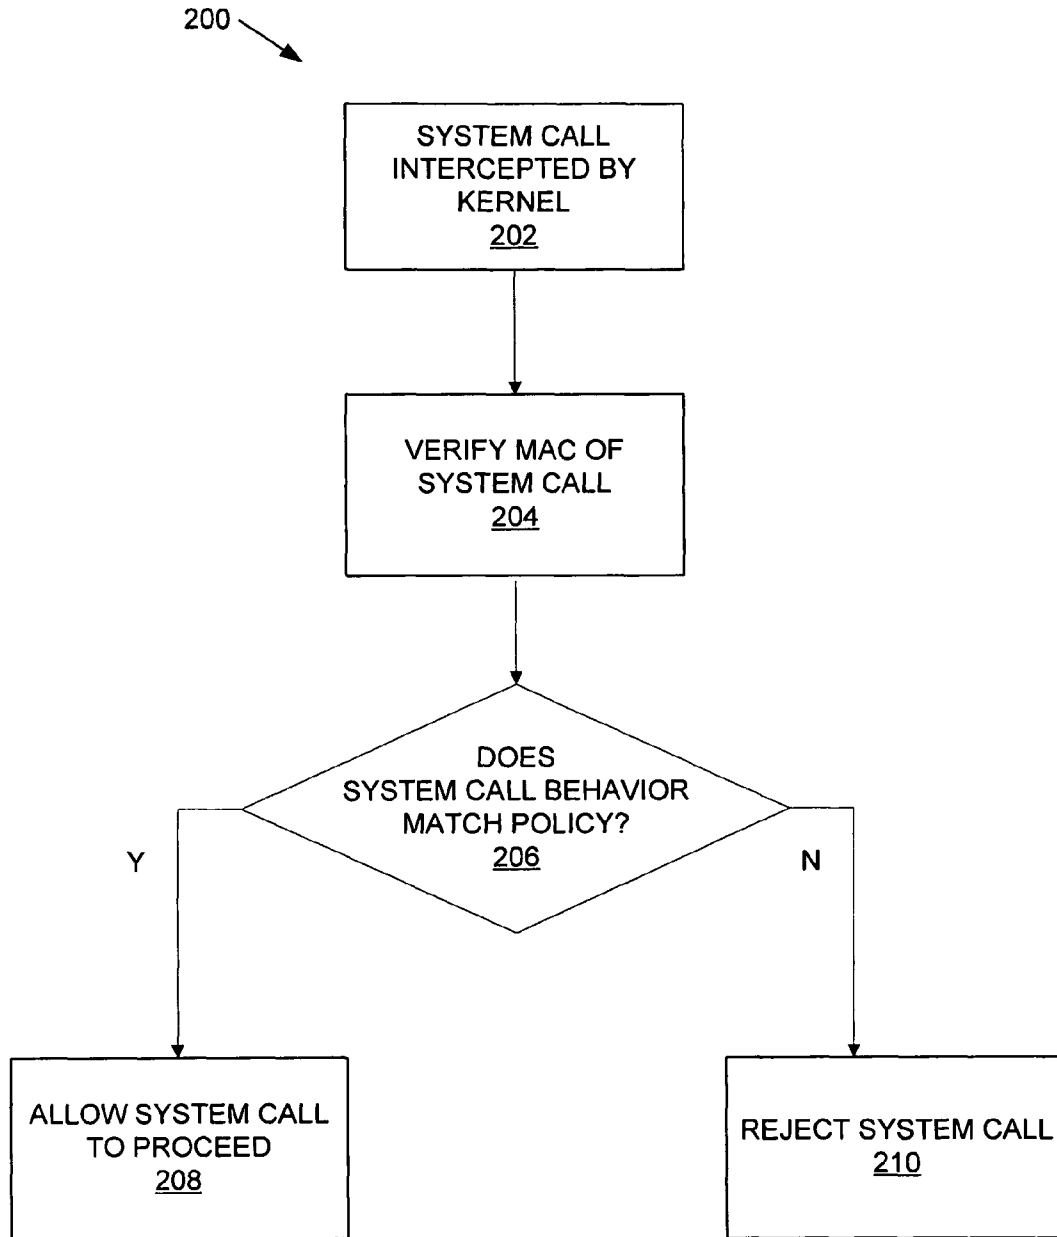 200
SYSTEM CALL
INTERCEPTED BY
KERNEL
202
VERIFY MAC OF
SYSTEM CALL
204
DOES
SYSTEM CALL BEHAVIOR
MATCH POLICY?
206
Y
N
ALLOW SYSTEM CALL
TO PROCEED
208
REJECT SYSTEM CALL
210